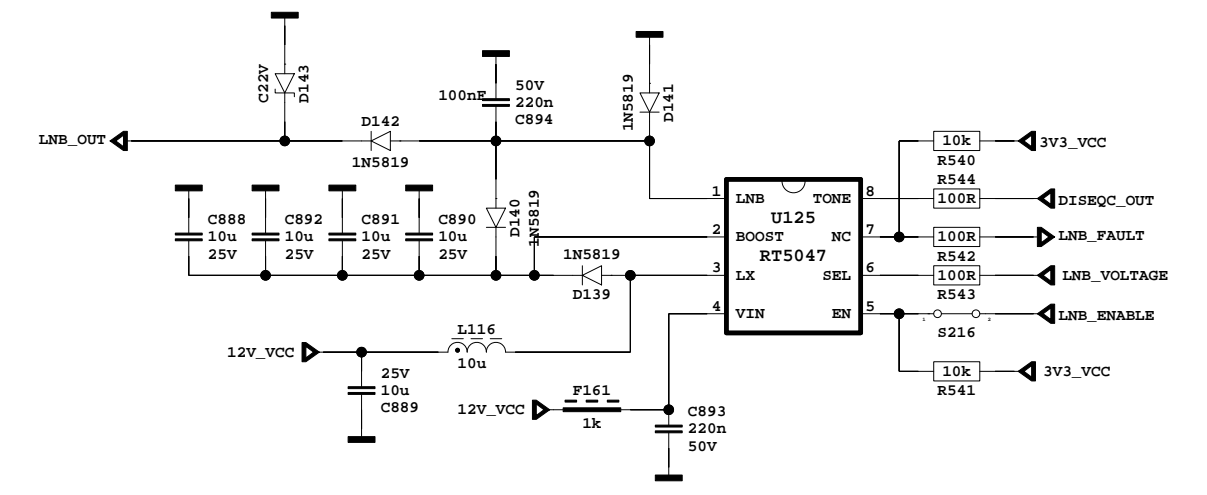 C22V
D143
50V
100nF
220n
C894
1N5819
D141
LNB_OUT
D142
1N5819
10k
3V3_VCC
R540
R544
C888
10u
25V
C892
10u
25V
C891
10u
25V
C890
10u
25V
D140
1N5819
1 LNB
TONE 8
100R
DISEQC_OUT
U125
2 BOOST
NC 7
100R
LNB_FAULT
RT5047
R542
1N5819
D139
3 LX
SEL 6
100R
LNB_VOLTAGE
R543
4 VIN
EN 5
1 2
LNB_ENABLE
S216
12V_VCC
L116
10u
10k
3V3_VCC
R541
25V
10u
C889
12V_VCC
F161
1k
C893
220n
50V